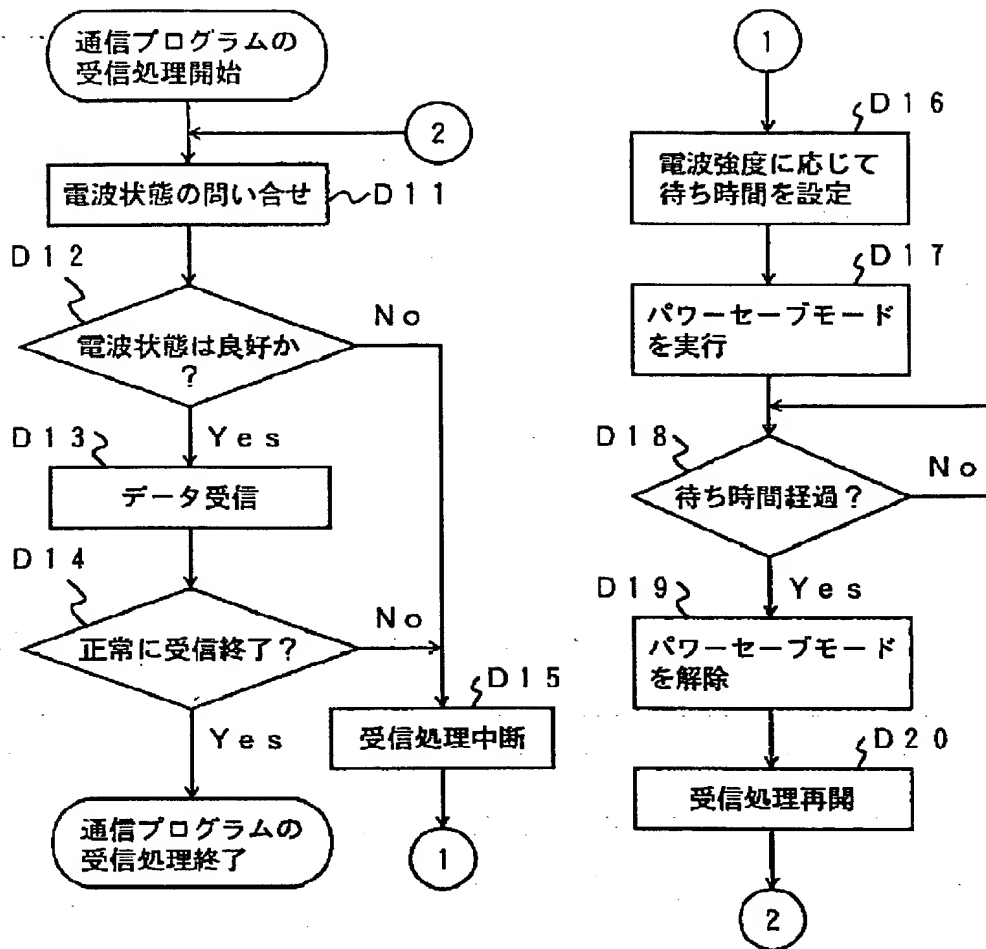 通信プログラムの
受信処理開始
2
電波状態の問い合せ
D11
D12
電波状態は良好か
?
No
Yes
D13
データ受信
D14
正常に受信終了?
No
Yes
D15
受信処理中断
通信プログラムの
受信処理終了
1
1
D16
電波強度に応じて
待ち時間を設定
D17
パワーセーブモード
を実行
D18
待ち時間経過?
No
Yes
D19
パワーセーブモード
を解除
D20
受信処理再開
2